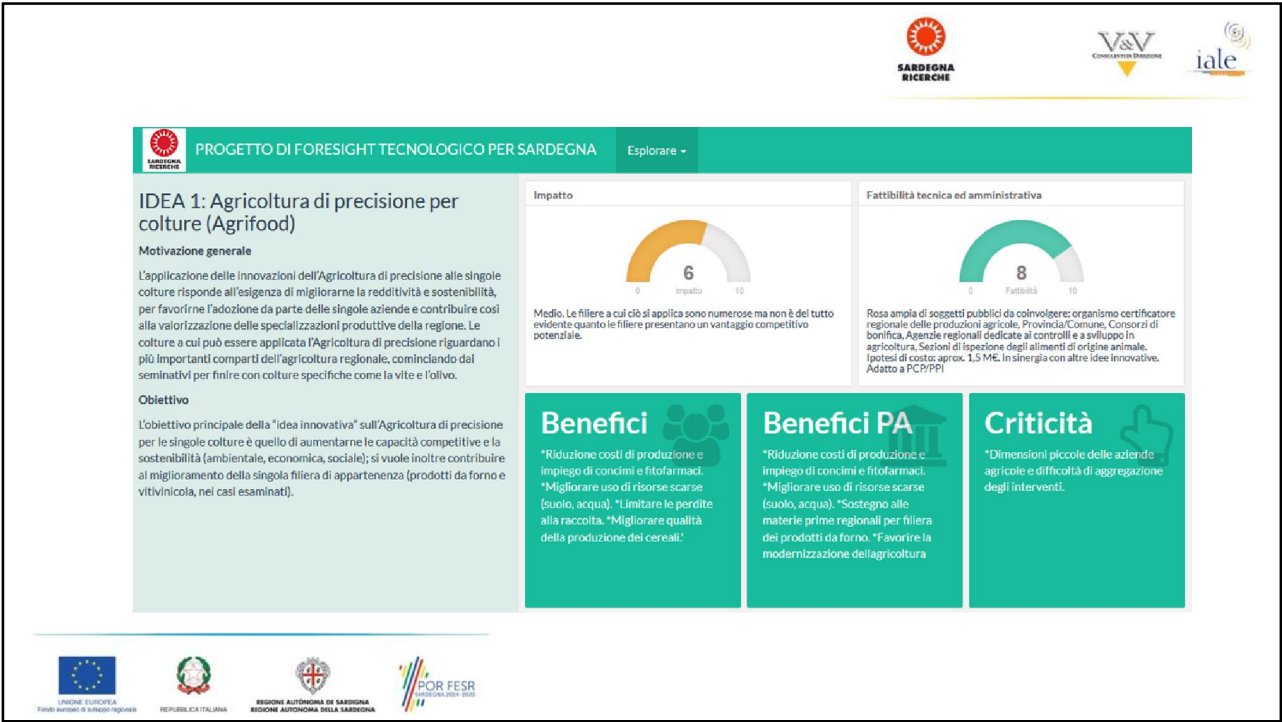 SARDEGNA
RICERCHE
V&V
CONSULENTI DI DIREZIONE
iale
SARDEGNA
RICERCHE
PROGETTO DI FORESIGHT TECNOLOGICO PER SARDEGNA
Esplorare
IDEA 1: Agricoltura di precisione per
colture (Agrifood)
Motivazione generale
L'applicazione delle innovazioni dell'Agricoltura di precisione alle singole
colture risponde all'esigenza di migliorarne la redditività e sostenibilità,
per favorirne l'adozione da parte delle singole aziende e contribuire così
alla valorizzazione delle specializzazioni produttive della regione. Le
colture a cui può essere applicata l'Agricoltura di precisione riguardano i
più importanti comparti dell'agricoltura regionale, cominciando dai
seminativi per finire con colture specifiche come la vite e l'olivo.
Obiettivo
L'obiettivo principale della "idea innovativa" sull'Agricoltura di precisione
per le singole colture è quello di aumentarne le capacità competitive e la
sostenibilità (ambientale, economica, sociale); si vuole inoltre contribuire
al miglioramento della singola filiera di appartenenza (prodotti da forno e
vitivinicola, nei casi esaminati).
Impatto
6
0 Impatto 10
Medio. Le filiere a cui ciò si applica sono numerose ma non è del tutto
evidente quanto le filiere presentano un vantaggio competitivo
potenziale.
Fattibilità tecnica ed amministrativa
8
0 Fattibilità 10
Rosa ampia di soggetti pubblici da coinvolgere: organismo certificatore
regionale delle produzioni agricole, Provincia/Comune, Consorzi di
bonifica, Agenzie regionali dedicate ai controlli e a sviluppo in
agricoltura, Sezioni di ispezione degli alimenti di origine animale.
Ipotesi di costo: aprox. 1,5 M€. In sinergia con altre idee innovative.
Adatto a PCP/PPI
Benefici
*Riduzione costi di produzione e
impiego di concimi e fitofarmaci.
*Migliorare uso di risorse scarse
(suolo, acqua). *Limitare le perdite
alla raccolta. *Migliorare qualità
della produzione dei cereali.'
Benefici PA
*Riduzione costi di produzione e
impiego di concimi e fitofarmaci.
*Migliorare uso di risorse scarse
(suolo, acqua). *Sostegno alle
materie prime regionali per filiera
dei prodotti da forno. *Favorire la
modernizzazione dellagricoltura
Criticità
*Dimensioni piccole delle aziende
agricole e difficoltà di aggregazione
degli interventi.
UNIONE EUROPEA
Fondo europeo di sviluppo regionale
REPUBBLICA ITALIANA
REGIONE AUTÒNOMA DE SARDIGNA
REGIONE AUTONOMA DELLA SARDEGNA
POR FESR
SARDEGNA 2014-2020